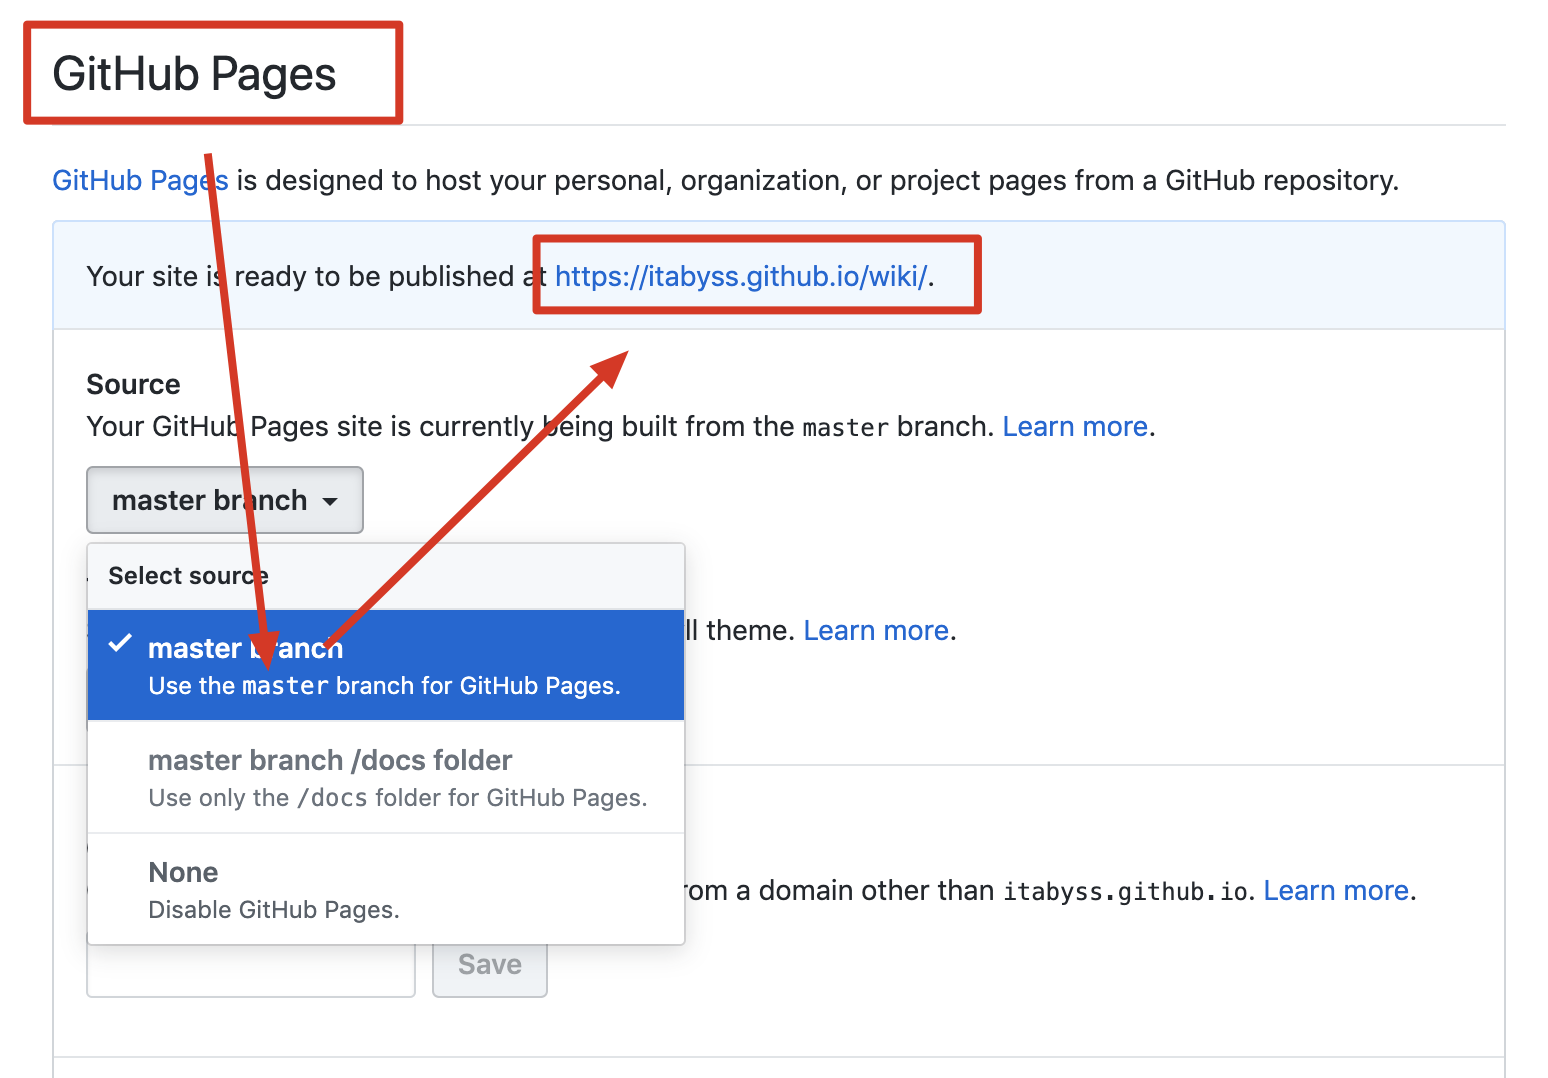 GitHub Pages
GitHub Pages is designed to host your personal, organization, or project pages from a GitHub repository.
Your site is ready to be published at https://itabyss.github.io/wiki/.
Source
Your GitHub Pages site is currently being built from the master branch. Learn more.
master branch
Select source
master branch
Use the master branch for GitHub Pages.
ll theme. Learn more.
master branch /docs folder
Use only the /docs folder for GitHub Pages.
None
Disable GitHub Pages.
rom a domain other than itabyss.github.io. Learn more.
Save